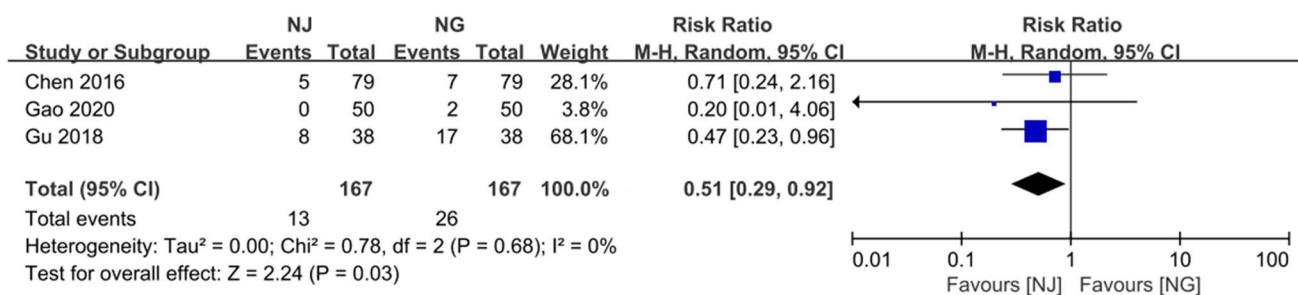 NJ NG Risk Ratio Risk Ratio
Study or Subgroup Events Total Events Total Weight M-H, Random, 95% CI M-H, Random, 95% CI
Chen 2016 5 79 7 79 28.1% 0.71 [0.24, 2.16]
Gao 2020 0 50 2 50 3.8% 0.20 [0.01, 4.06]
Gu 2018 8 38 17 38 68.1% 0.47 [0.23, 0.96]
Total (95% CI) 167 167 100.0% 0.51 [0.29, 0.92]
Total events 13 26
Heterogeneity: Tau² = 0.00; Chi² = 0.78, df = 2 (P = 0.68); I² = 0%
Test for overall effect: Z = 2.24 (P = 0.03)
0.01 0.1 1 10 100
Favours [NJ] Favours [NG]